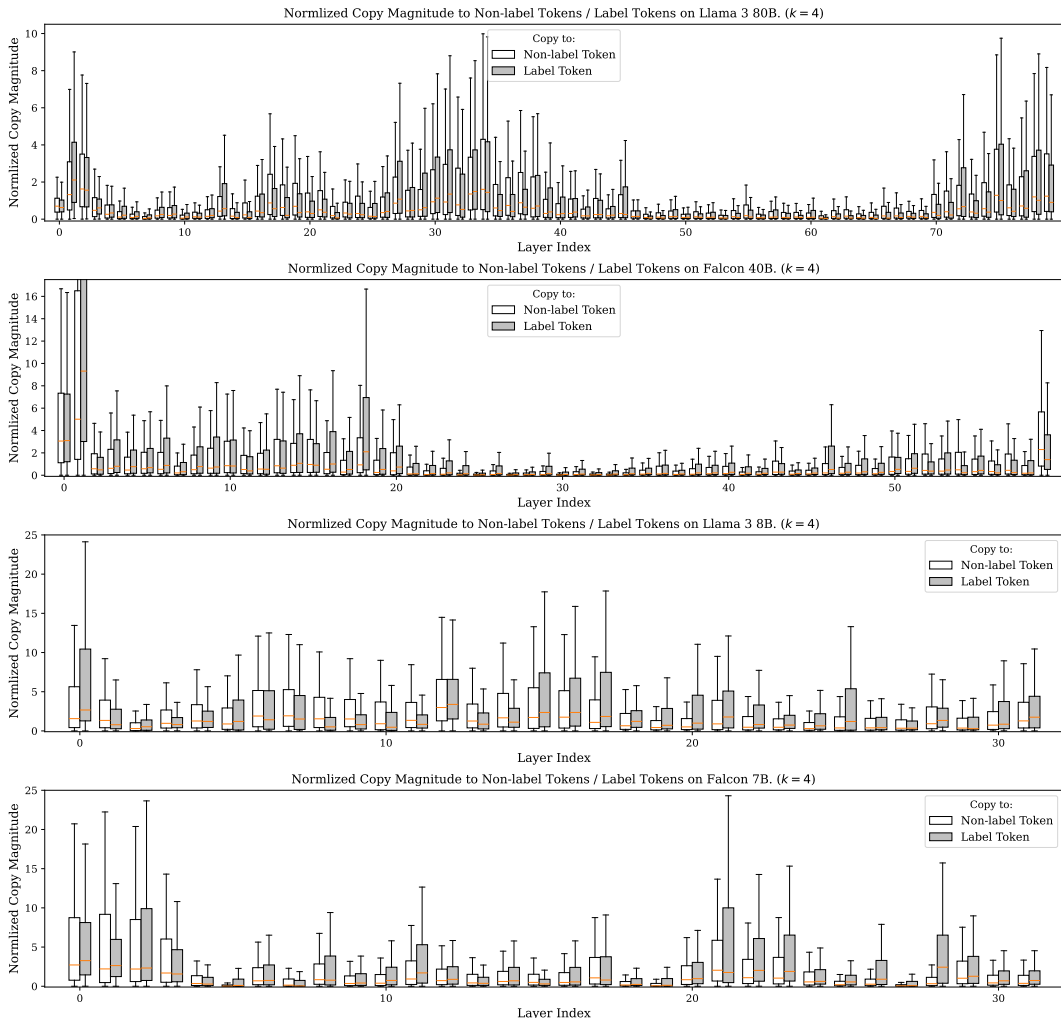 Normlized Copy Magnitude to Non-label Tokens / Label Tokens on Llama 3 80B. (k = 4)
Normlized Copy Magnitude
10
8
6
4
2
0
Copy to:
Non-label Token
Label Token
0 10 20 30 40 50 60 70
Layer Index
Normlized Copy Magnitude to Non-label Tokens / Label Tokens on Falcon 40B. (k = 4)
Normlized Copy Magnitude
16
14
12
10
8
6
4
2
0
Copy to:
Non-label Token
Label Token
0 10 20 30 40 50
Layer Index
Normlized Copy Magnitude to Non-label Tokens / Label Tokens on Llama 3 8B. (k = 4)
Normlized Copy Magnitude
25
20
15
10
5
0
Copy to:
Non-label Token
Label Token
0 10 20 30
Layer Index
Normlized Copy Magnitude to Non-label Tokens / Label Tokens on Falcon 7B. (k = 4)
Normlized Copy Magnitude
25
20
15
10
5
0
Copy to:
Non-label Token
Label Token
0 10 20 30
Layer Index